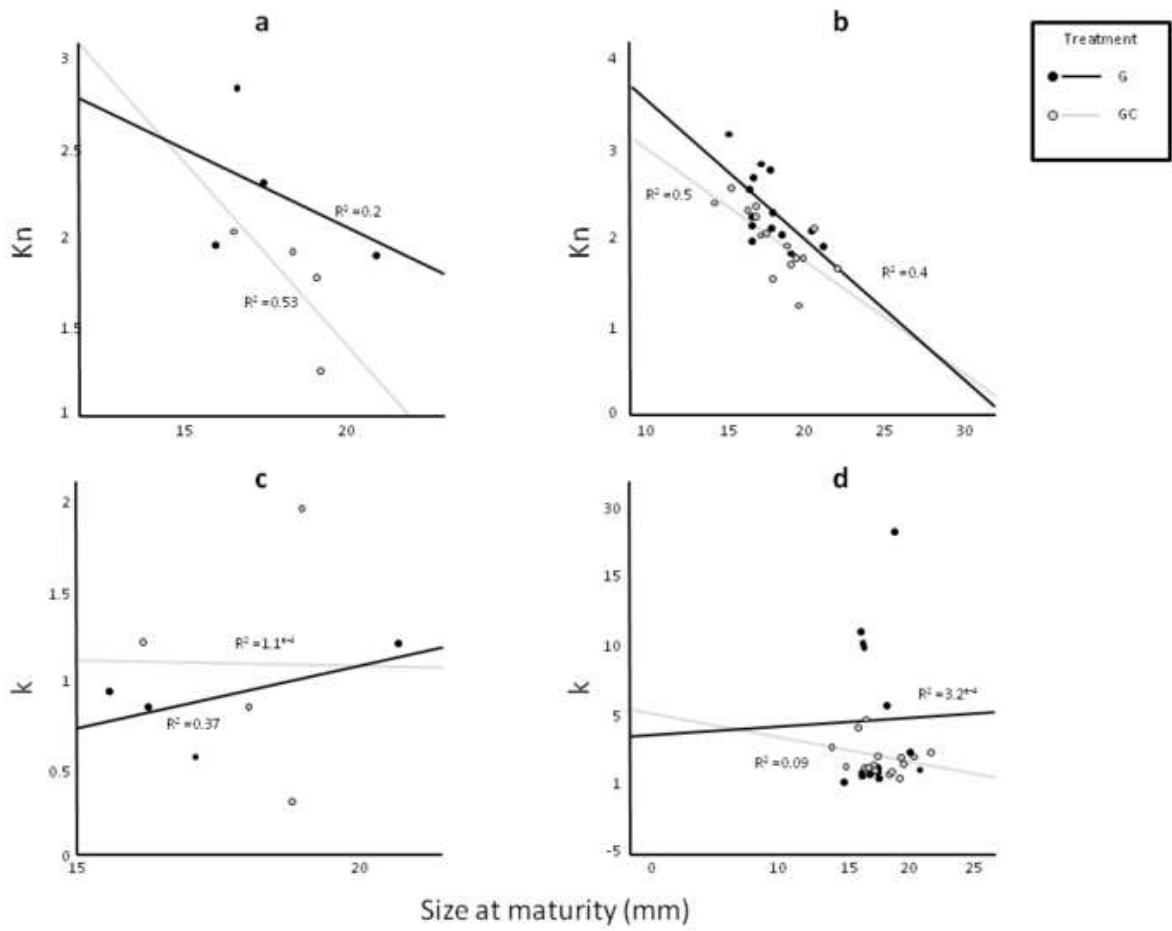 a
3
2.5
2
1.5
1
15
20
Kn
R² =0.2
R² =0.53
b
4
3
2
1
0
10
15
20
25
30
Kn
R² =0.5
R² =0.4
Treatment
G
GC
c
2
1.5
1
0.5
0
15
20
k
R² =1.1ᵉ⁻⁴
R² =0.37
d
30
15
10
5
1
-5
0
15
20
25
k
R² =3.2ᵉ⁻⁴
R² =0.09
Size at maturity (mm)